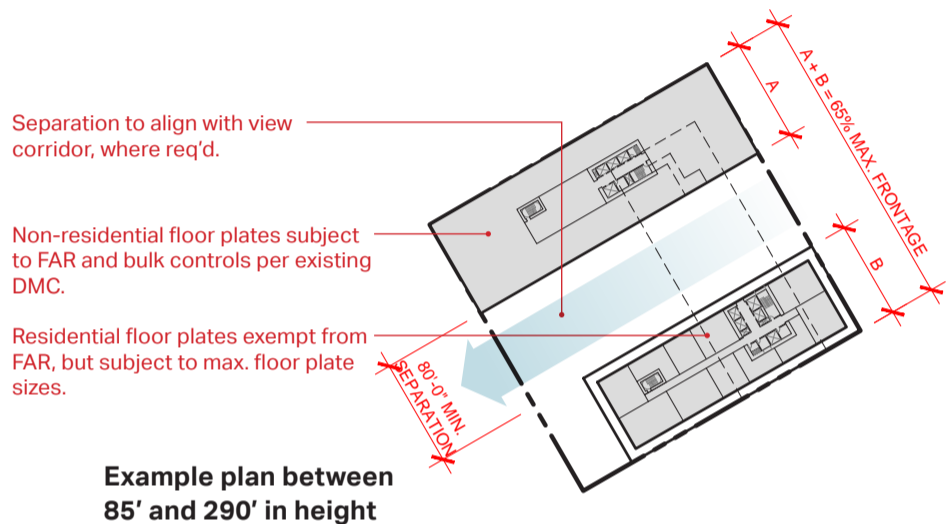 Separation to align with view
corridor, where req'd.
Non-residential floor plates subject
to FAR and bulk controls per existing
DMC.
Residential floor plates exempt from
FAR, but subject to max. floor plate
sizes.
A
A + B = 65% MAX. FRONTAGE
B
80'-0" MIN.
SEPARATION
Example plan between
85′ and 290′ in height